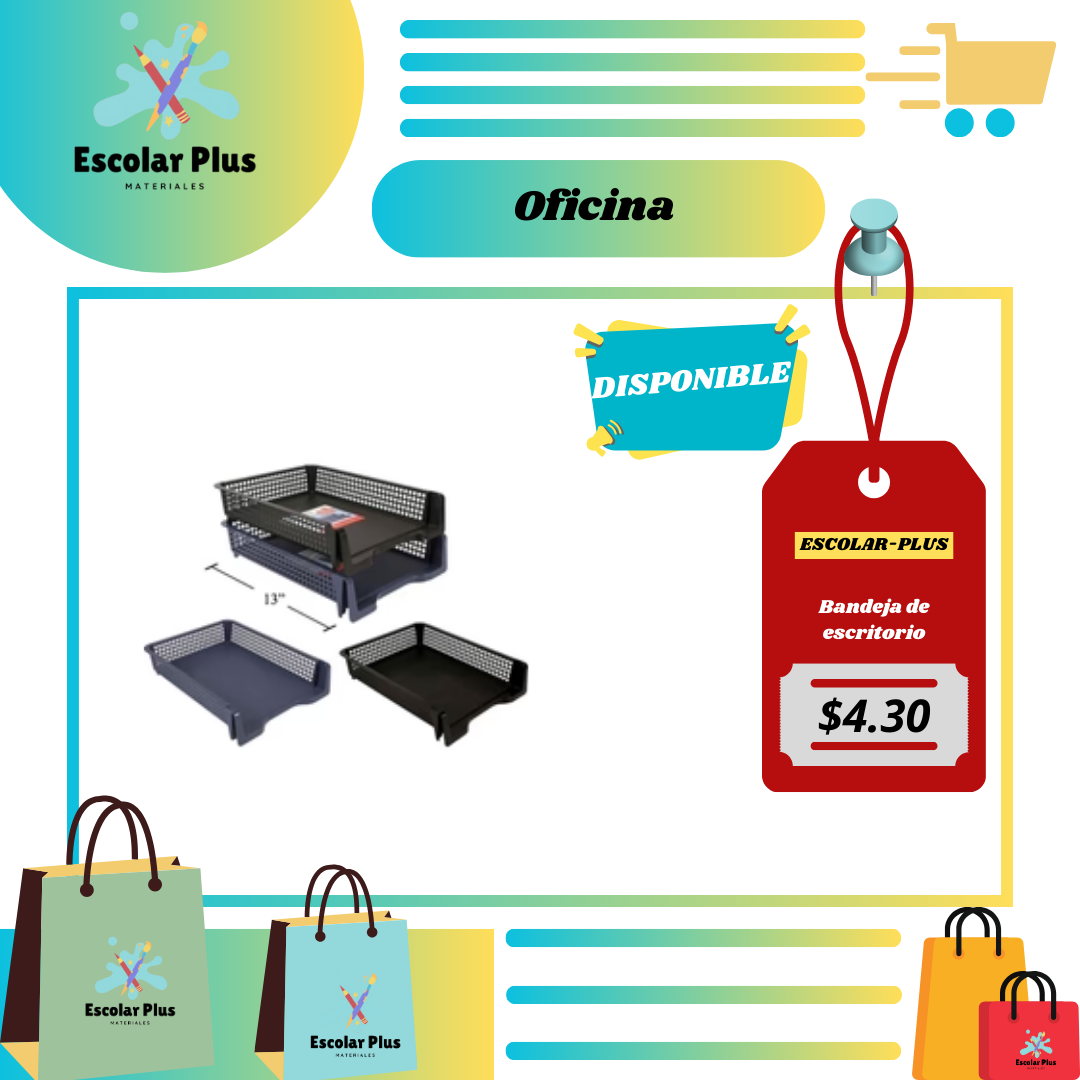 Escolar Plus
MATERIALES
Oficina
DISPONIBLE
ESCOLAR-PLUS
Bandeja de
escritorio
$4.30
13"
Escolar Plus
MATERIALES
Escolar Plus
MATERIALES
Escolar Plus